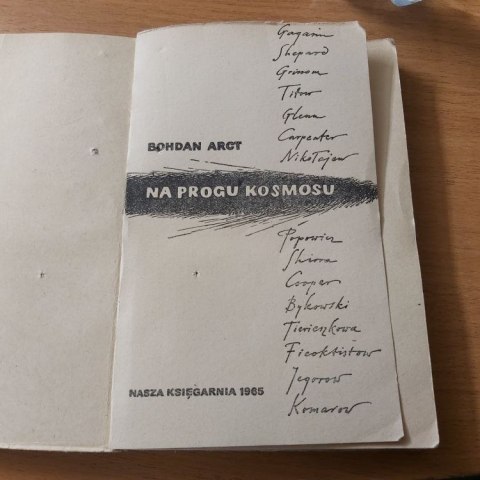 Gagarin
Shepard
Grissom
Titow
Glenn
Carpenter
Nikołajew
BOHDAN ARCT
NA PROGU KOSMOSU
Popowicz
Shirra
Cooper
Bykowski
Tiereszkowa
Fieoktistow
Jegorow
Komarow
NASZA KSIĘGARNIA 1965